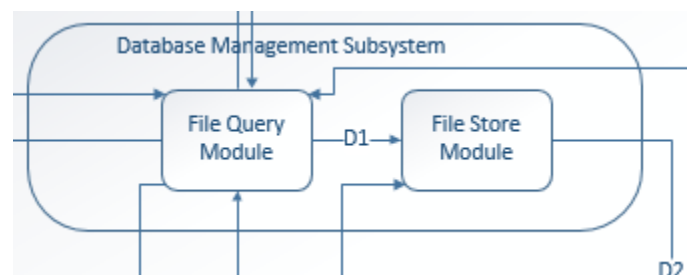 Database Management Subsystem
File Query
Module
D1
File Store
Module
D2